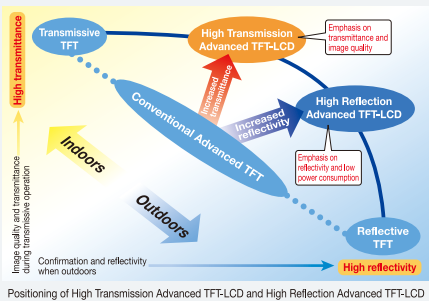 Transmissive
TFT
High Transmission
Advanced TFT-LCD
Emphasis on
transmittance and
image quality
High transmittance
Increased
transmittance
Conventional Advanced TFT
Increased
reflectivity
High Reflection
Advanced TFT-LCD
Emphasis on
reflectivity and low
power consumption
Indoors
Outdoors
Image quality and transmittance
during transmissive operation
Reflective
TFT
Confirmation and reflectivity
when outdoors
High reflectivity
Positioning of High Transmission Advanced TFT-LCD and High Reflection Advanced TFT-LCD